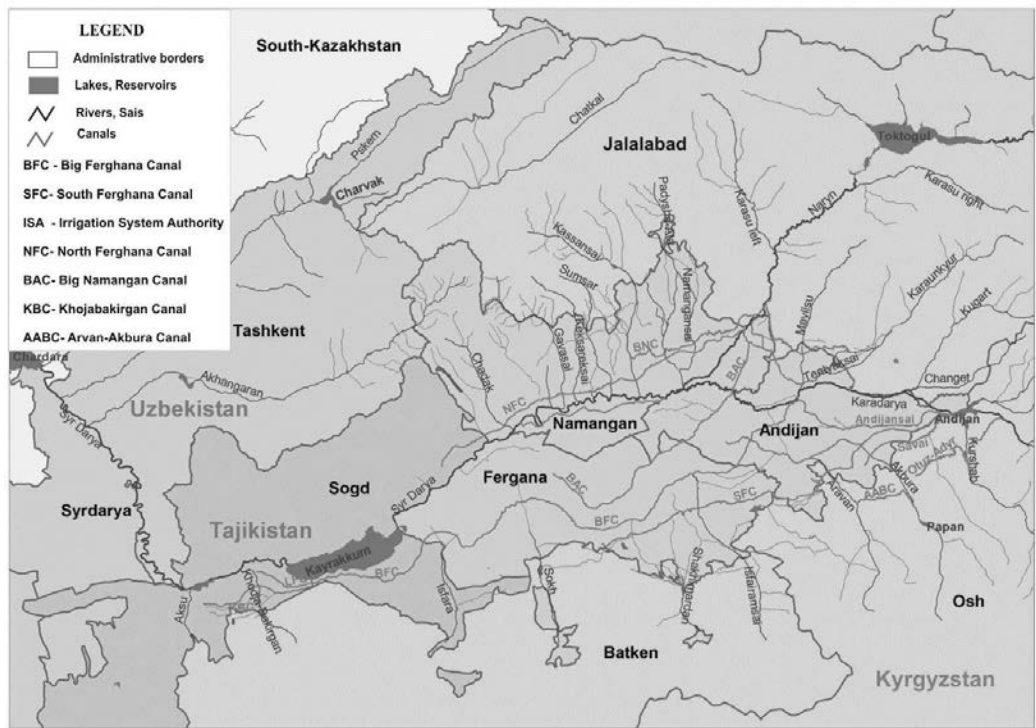 LEGEND
Administrative borders
Lakes, Reservoirs
Rivers, Sais
Canals
BFC - Big Ferghana Canal
SFC- South Ferghana Canal
ISA - Irrigation System Authority
NFC- North Ferghana Canal
BAC- Big Namangan Canal
KBC- Khojabakirgan Canal
AABC- Arvan-Akbura Canal
South-Kazakhstan
Pskem
Chatkal
Charvak
Jalalabad
Toktogul
Naryn
Karasu right
Karasu left
Kassansai
Sumsar
Namangansai
Karaunkyur
Kugart
Mavlisu
Tashkent
Chardara
Akhangaran
Uzbekistan
Syr Darya
Chadak
Gavasai
BNC
BAC
NFC
Changet
Karadarya
Andijansai
Andijan
Namangan
Andijan
Savai
Otuz-Adyr
Kurshab
Akbura
Aravan
AABC
Papan
Fergana
BAC
SFC
BFC
Sogd
Syr Darya
Syrdarya
Tajikistan
Kayrakkum
BFC
KBC
Aksu
Isfara
Sokh
Shakhimardan
Isfairamsai
Batken
Osh
Kyrgyzstan